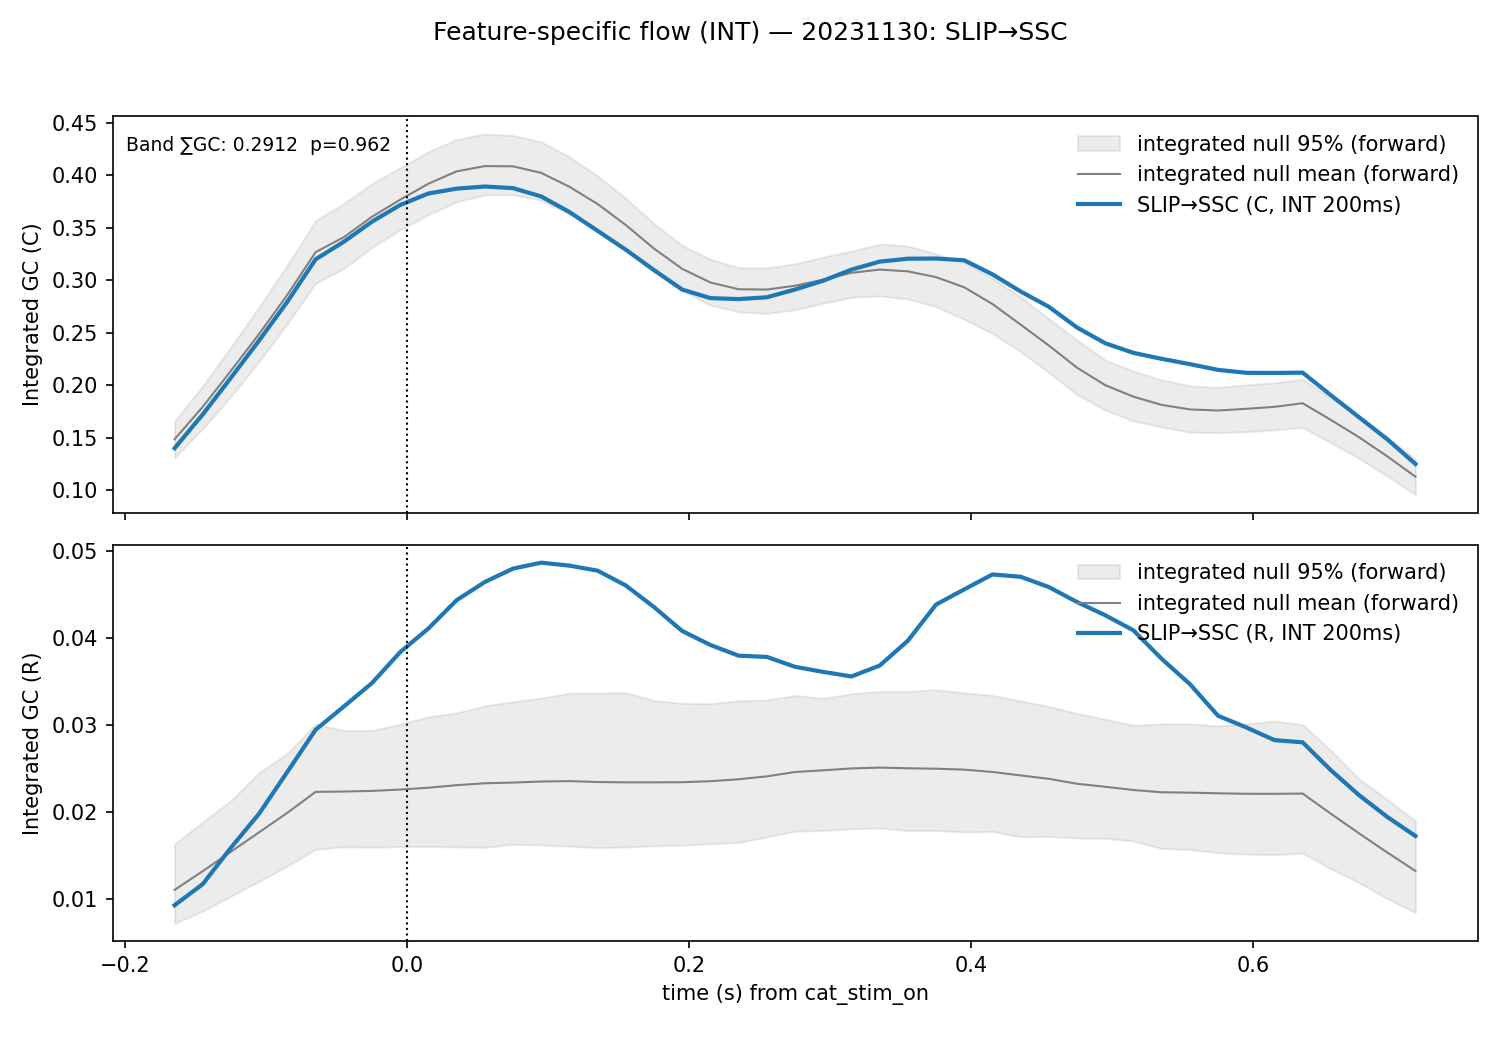 Feature-specific flow (INT) — 20231130: SLIP→SSC
Band ∑GC: 0.2912  p=0.962
integrated null 95% (forward)
integrated null mean (forward)
SLIP→SSC (C, INT 200ms)
Integrated GC (C)
0.45
0.40
0.35
0.30
0.25
0.20
0.15
0.10
integrated null 95% (forward)
integrated null mean (forward)
SLIP→SSC (R, INT 200ms)
Integrated GC (R)
0.05
0.04
0.03
0.02
0.01
−0.2 0.0 0.2 0.4 0.6
time (s) from cat_stim_on